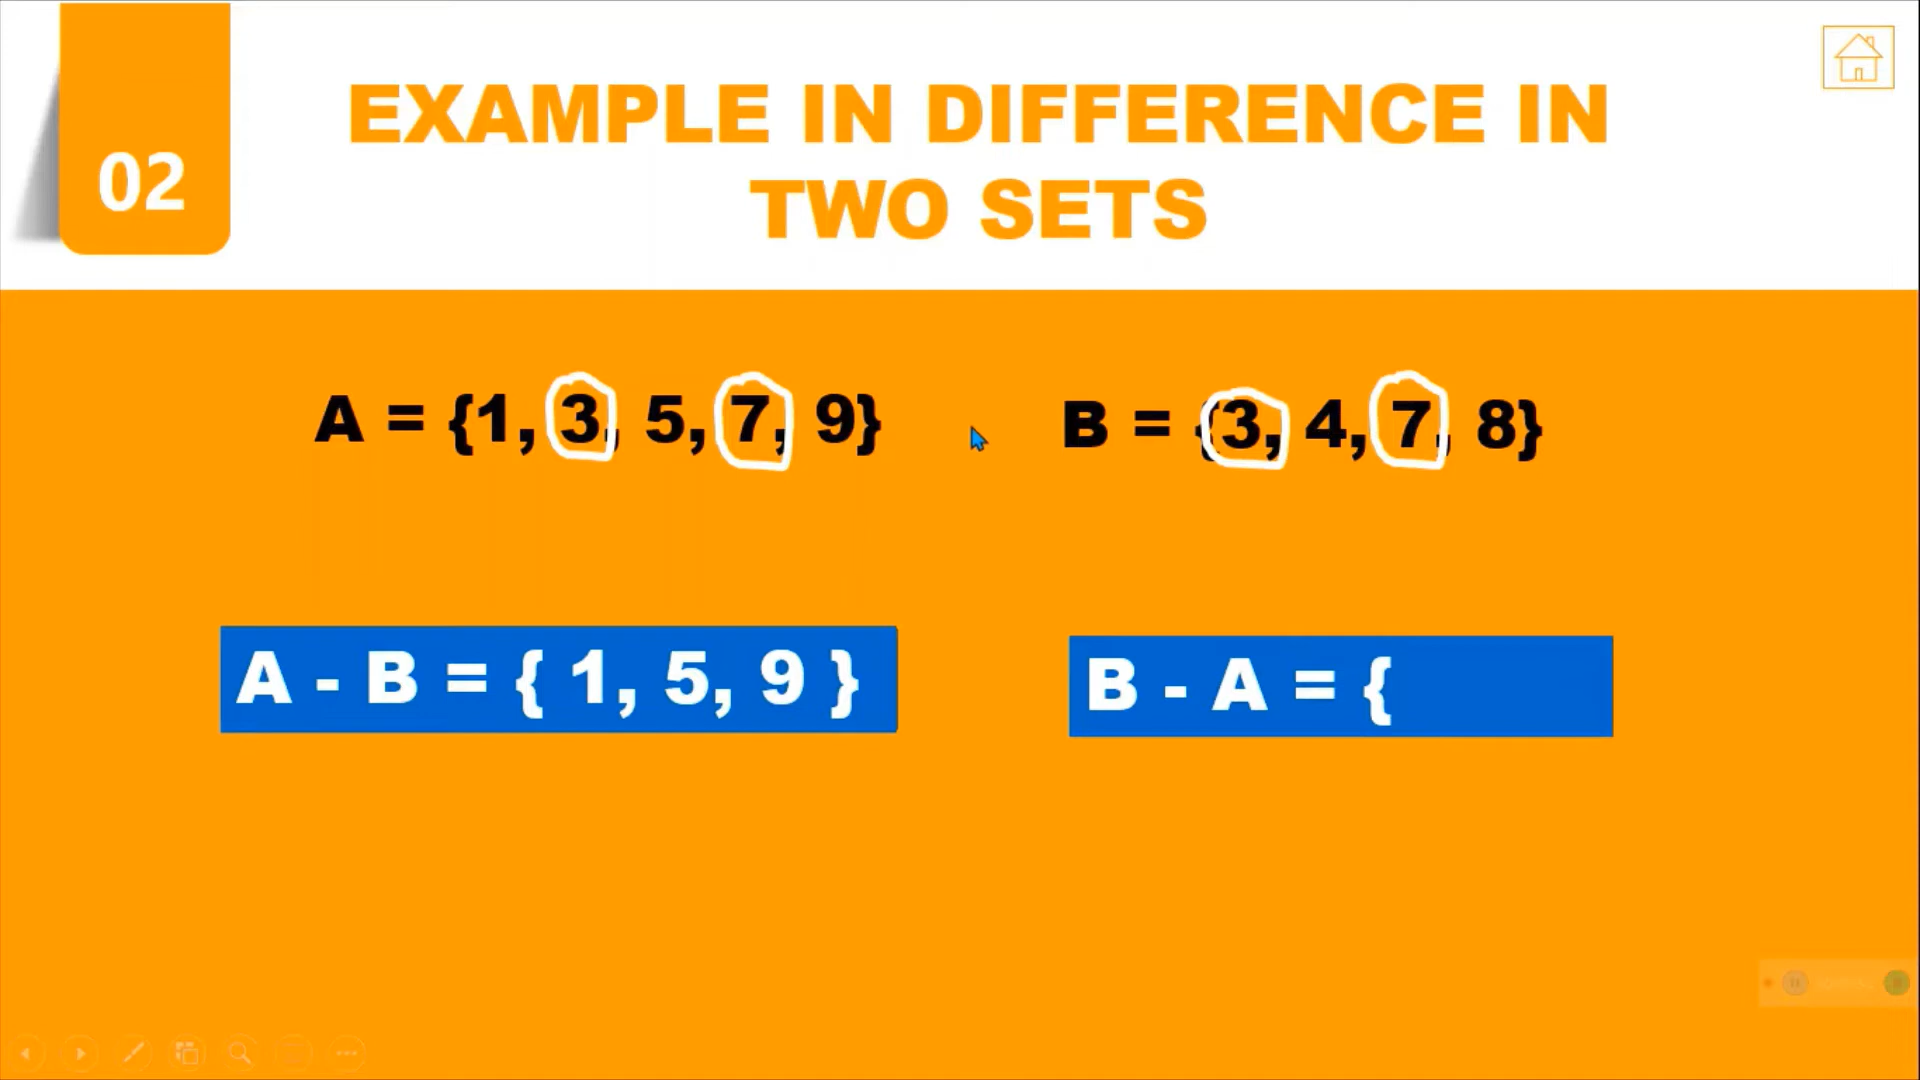 02
EXAMPLE IN DIFFERENCE IN
TWO SETS
A = {1, 3, 5, 7, 9}
B = {3, 4, 7, 8}
A - B = { 1, 5, 9 }
B - A = {